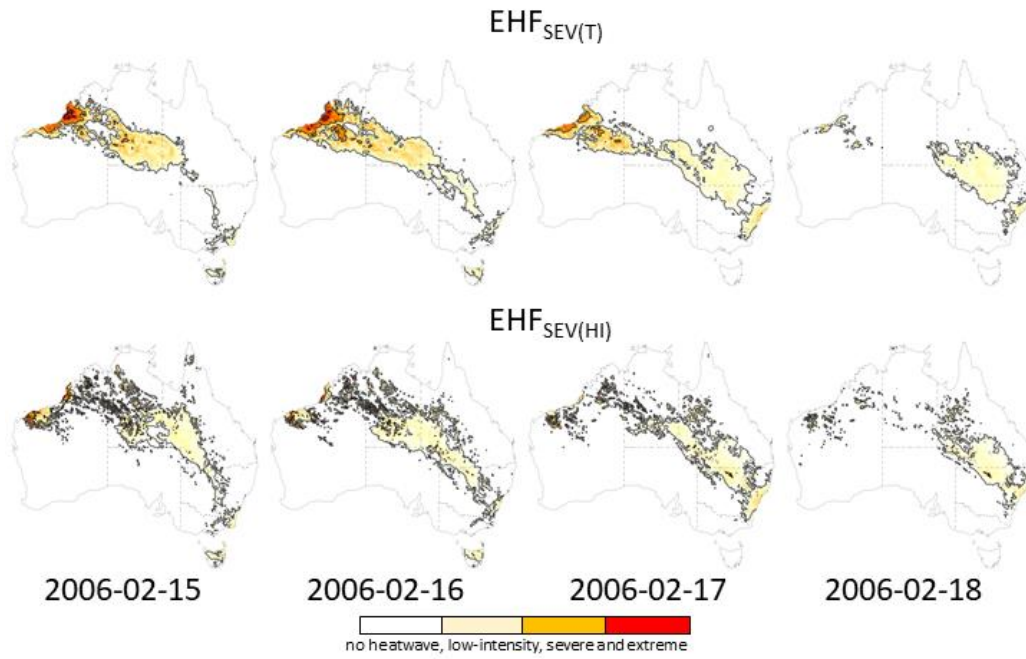 EHFSEV(T)
EHFSEV(HI)
2006-02-15 2006-02-16 2006-02-17 2006-02-18
no heatwave, low-intensity, severe and extreme